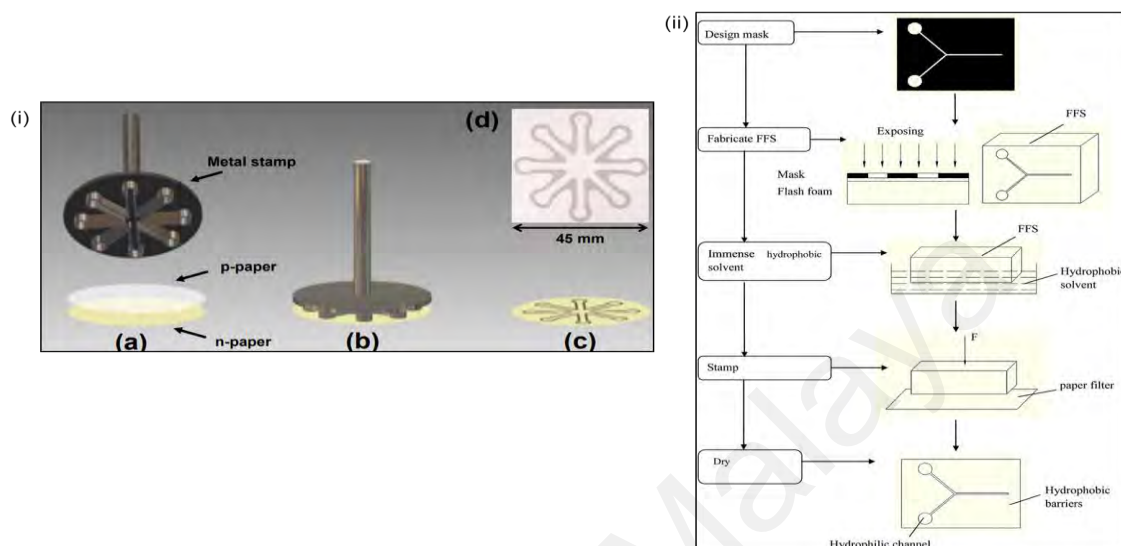 (i)
(d)
Metal stamp
45 mm
p-paper
n-paper
(a)
(b)
(c)
(ii)
Design mask
FFS
Fabricate FFS
Exposing
Mask
Flash foam
FFS
Immense hydrophobic
solvent
Hydrophobic
solvent
F
Stamp
paper filter
Dry
Hydrophobic
barriers
Hydrophilic channel
Malaya